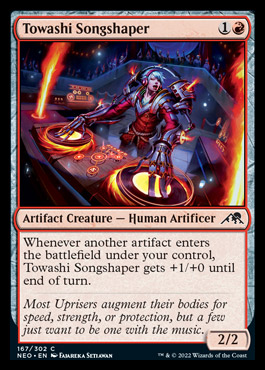 Towashi Songshaper 1
Artifact Creature — Human Artificer
Whenever another artifact enters
the battlefield under your control,
Towashi Songshaper gets +1/+0 until
end of turn.
Most Uprisers augment their bodies for
speed, strength, or protection, but a few
just want to be one with the music.
2/2
167/302 C
NEO • EN Fajareka Setiawan
™ & © 2022 Wizards of the Coast